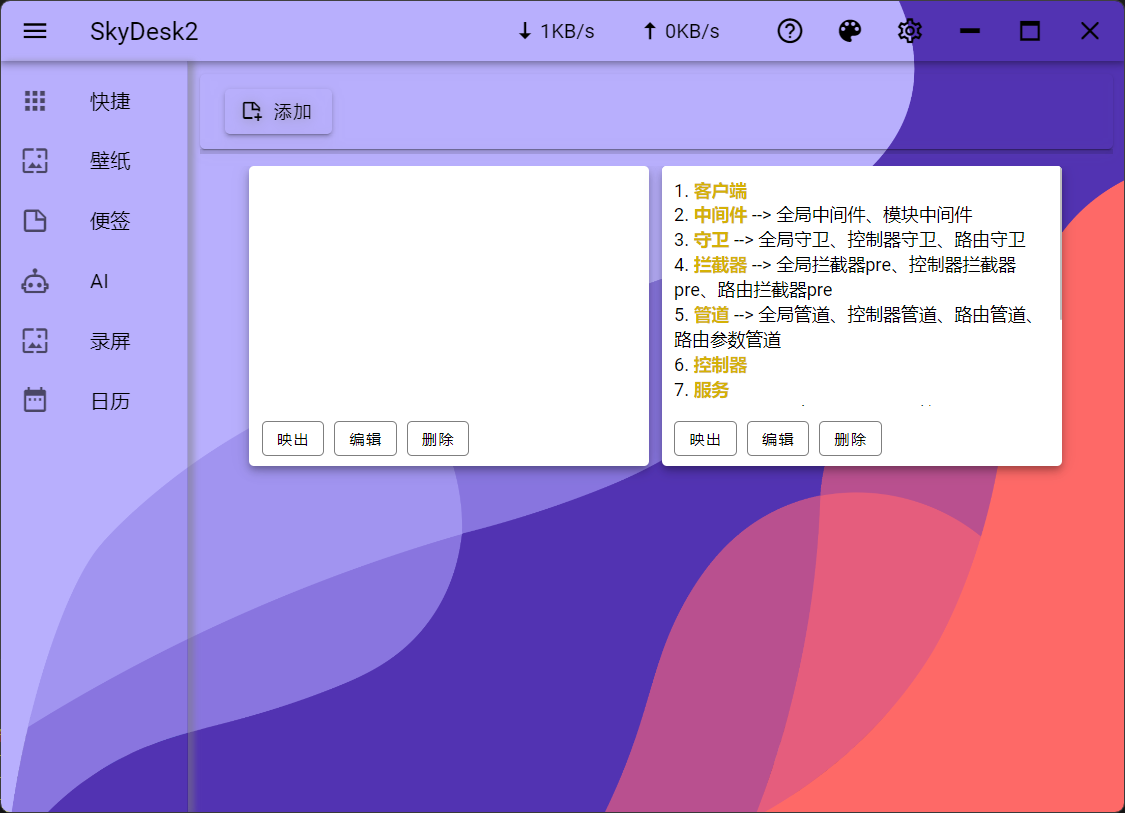 SkyDesk2
1KB/s
0KB/s
快捷
壁纸
便签
AI
录屏
日历
添加
映出
编辑
删除
1. 客户端
2. 中间件 --> 全局中间件、模块中间件
3. 守卫 --> 全局守卫、控制器守卫、路由守卫
4. 拦截器 --> 全局拦截器pre、控制器拦截器
pre、路由拦截器pre
5. 管道 --> 全局管道、控制器管道、路由管道、
路由参数管道
6. 控制器
7. 服务
映出
编辑
删除